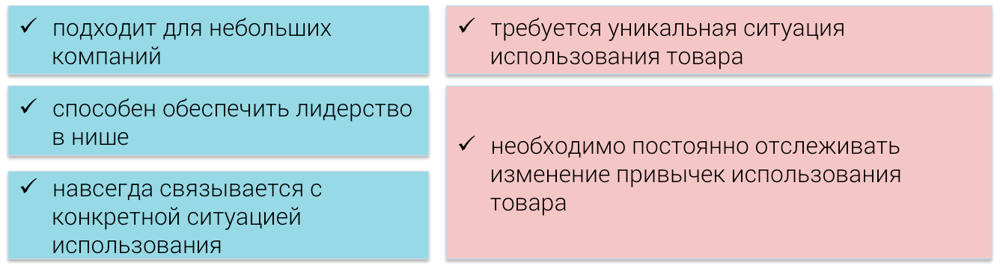 ✓ подходит для небольших
компаний
✓ способен обеспечить лидерство
в нише
✓ навсегда связывается с
конкретной ситуацией
использования
✓ требуется уникальная ситуация
использования товара
✓ необходимо постоянно отслеживать
изменение привычек использования
товара